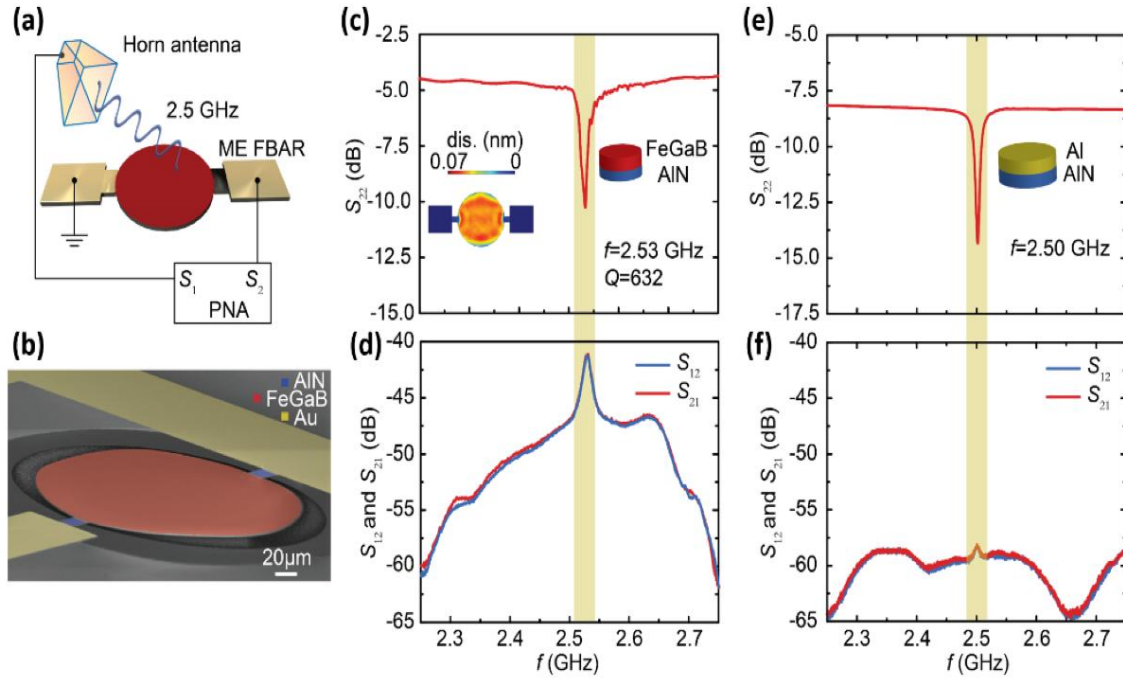 (a)
Horn antenna
2.5 GHz
ME FBAR
S1 S2
PNA
(b)
AlN
FeGaB
Au
20μm
(c)
-2.5
-5.0
-7.5
-10.0
-12.5
-15.0
S22 (dB)
dis. (nm)
0.07 0
FeGaB
AlN
f=2.53 GHz
Q=632
(d)
-40
-45
-50
-55
-60
-65
S12 and S21 (dB)
S12
S21
2.3 2.4 2.5 2.6 2.7
f (GHz)
(e)
-5.0
-7.5
-10.0
-12.5
-15.0
-17.5
S22 (dB)
Al
AlN
f=2.50 GHz
(f)
-40
-45
-50
-55
-60
-65
S12 and S21 (dB)
S12
S21
2.3 2.4 2.5 2.6 2.7
f (GHz)